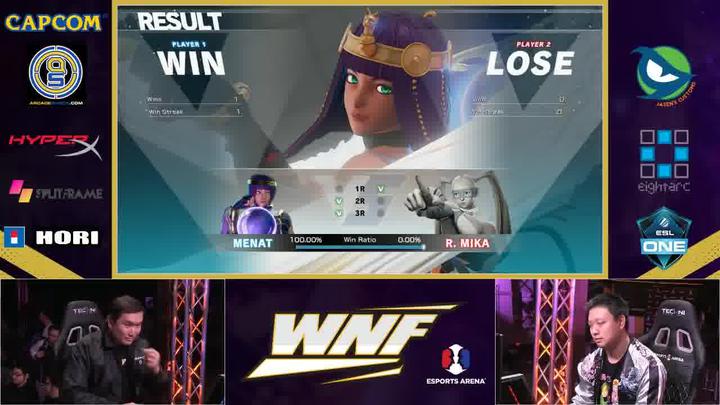 CAPCOM
ARCADESHOCK.COM
HYPERX
SPLITFRAME
HORI
RESULT
PLAYER 1
WIN
PLAYER 2
LOSE
Wins 1
Win Streak 1
1R V
V 2R
V 3R
MENAT
100.00% Win Ratio 0.00%
R. MIKA
JASEN'S CUSTOMS
eightarc
ESL
ONE
WNF
ESPORTS ARENA